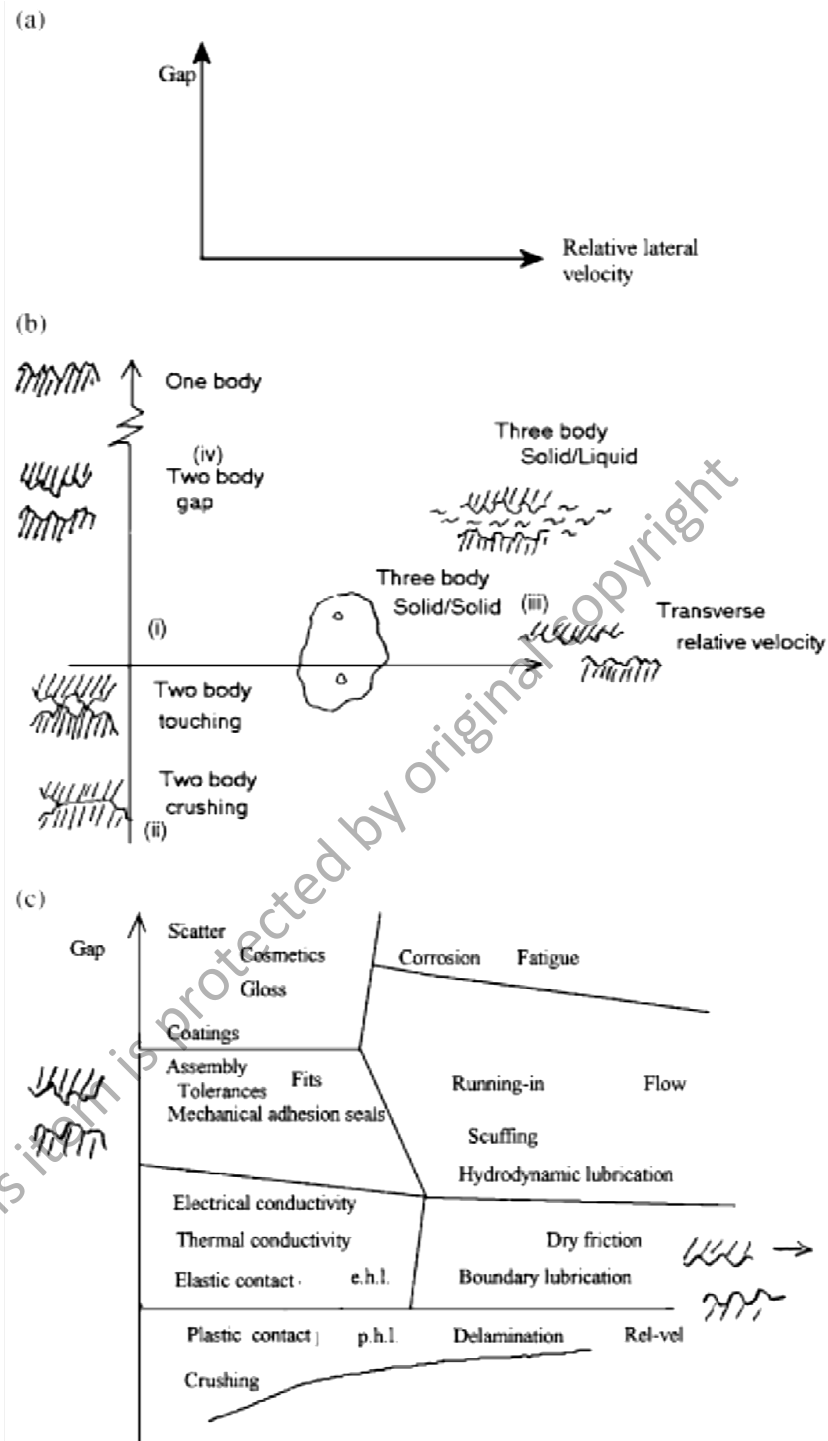 (a)
Gap
Relative lateral
velocity
(b)
One body
(iv)
Two body
gap
Three body
Solid/Liquid
Three body
Solid/Solid
(iii)
Transverse
relative velocity
(i)
Two body
touching
Two body
crushing
(ii)
(c)
Gap
Scatter
Cosmetics
Gloss
Coatings
Corrosion Fatigue
Assembly
Tolerances Fits
Mechanical adhesion seals
Running-in Flow
Scuffing
Hydrodynamic lubrication
Electrical conductivity
Thermal conductivity
Elastic contact e.h.l.
Dry friction
Boundary lubrication
Plastic contact p.h.l. Delamination Rel-vel
Crushing
item is protected by original copyright